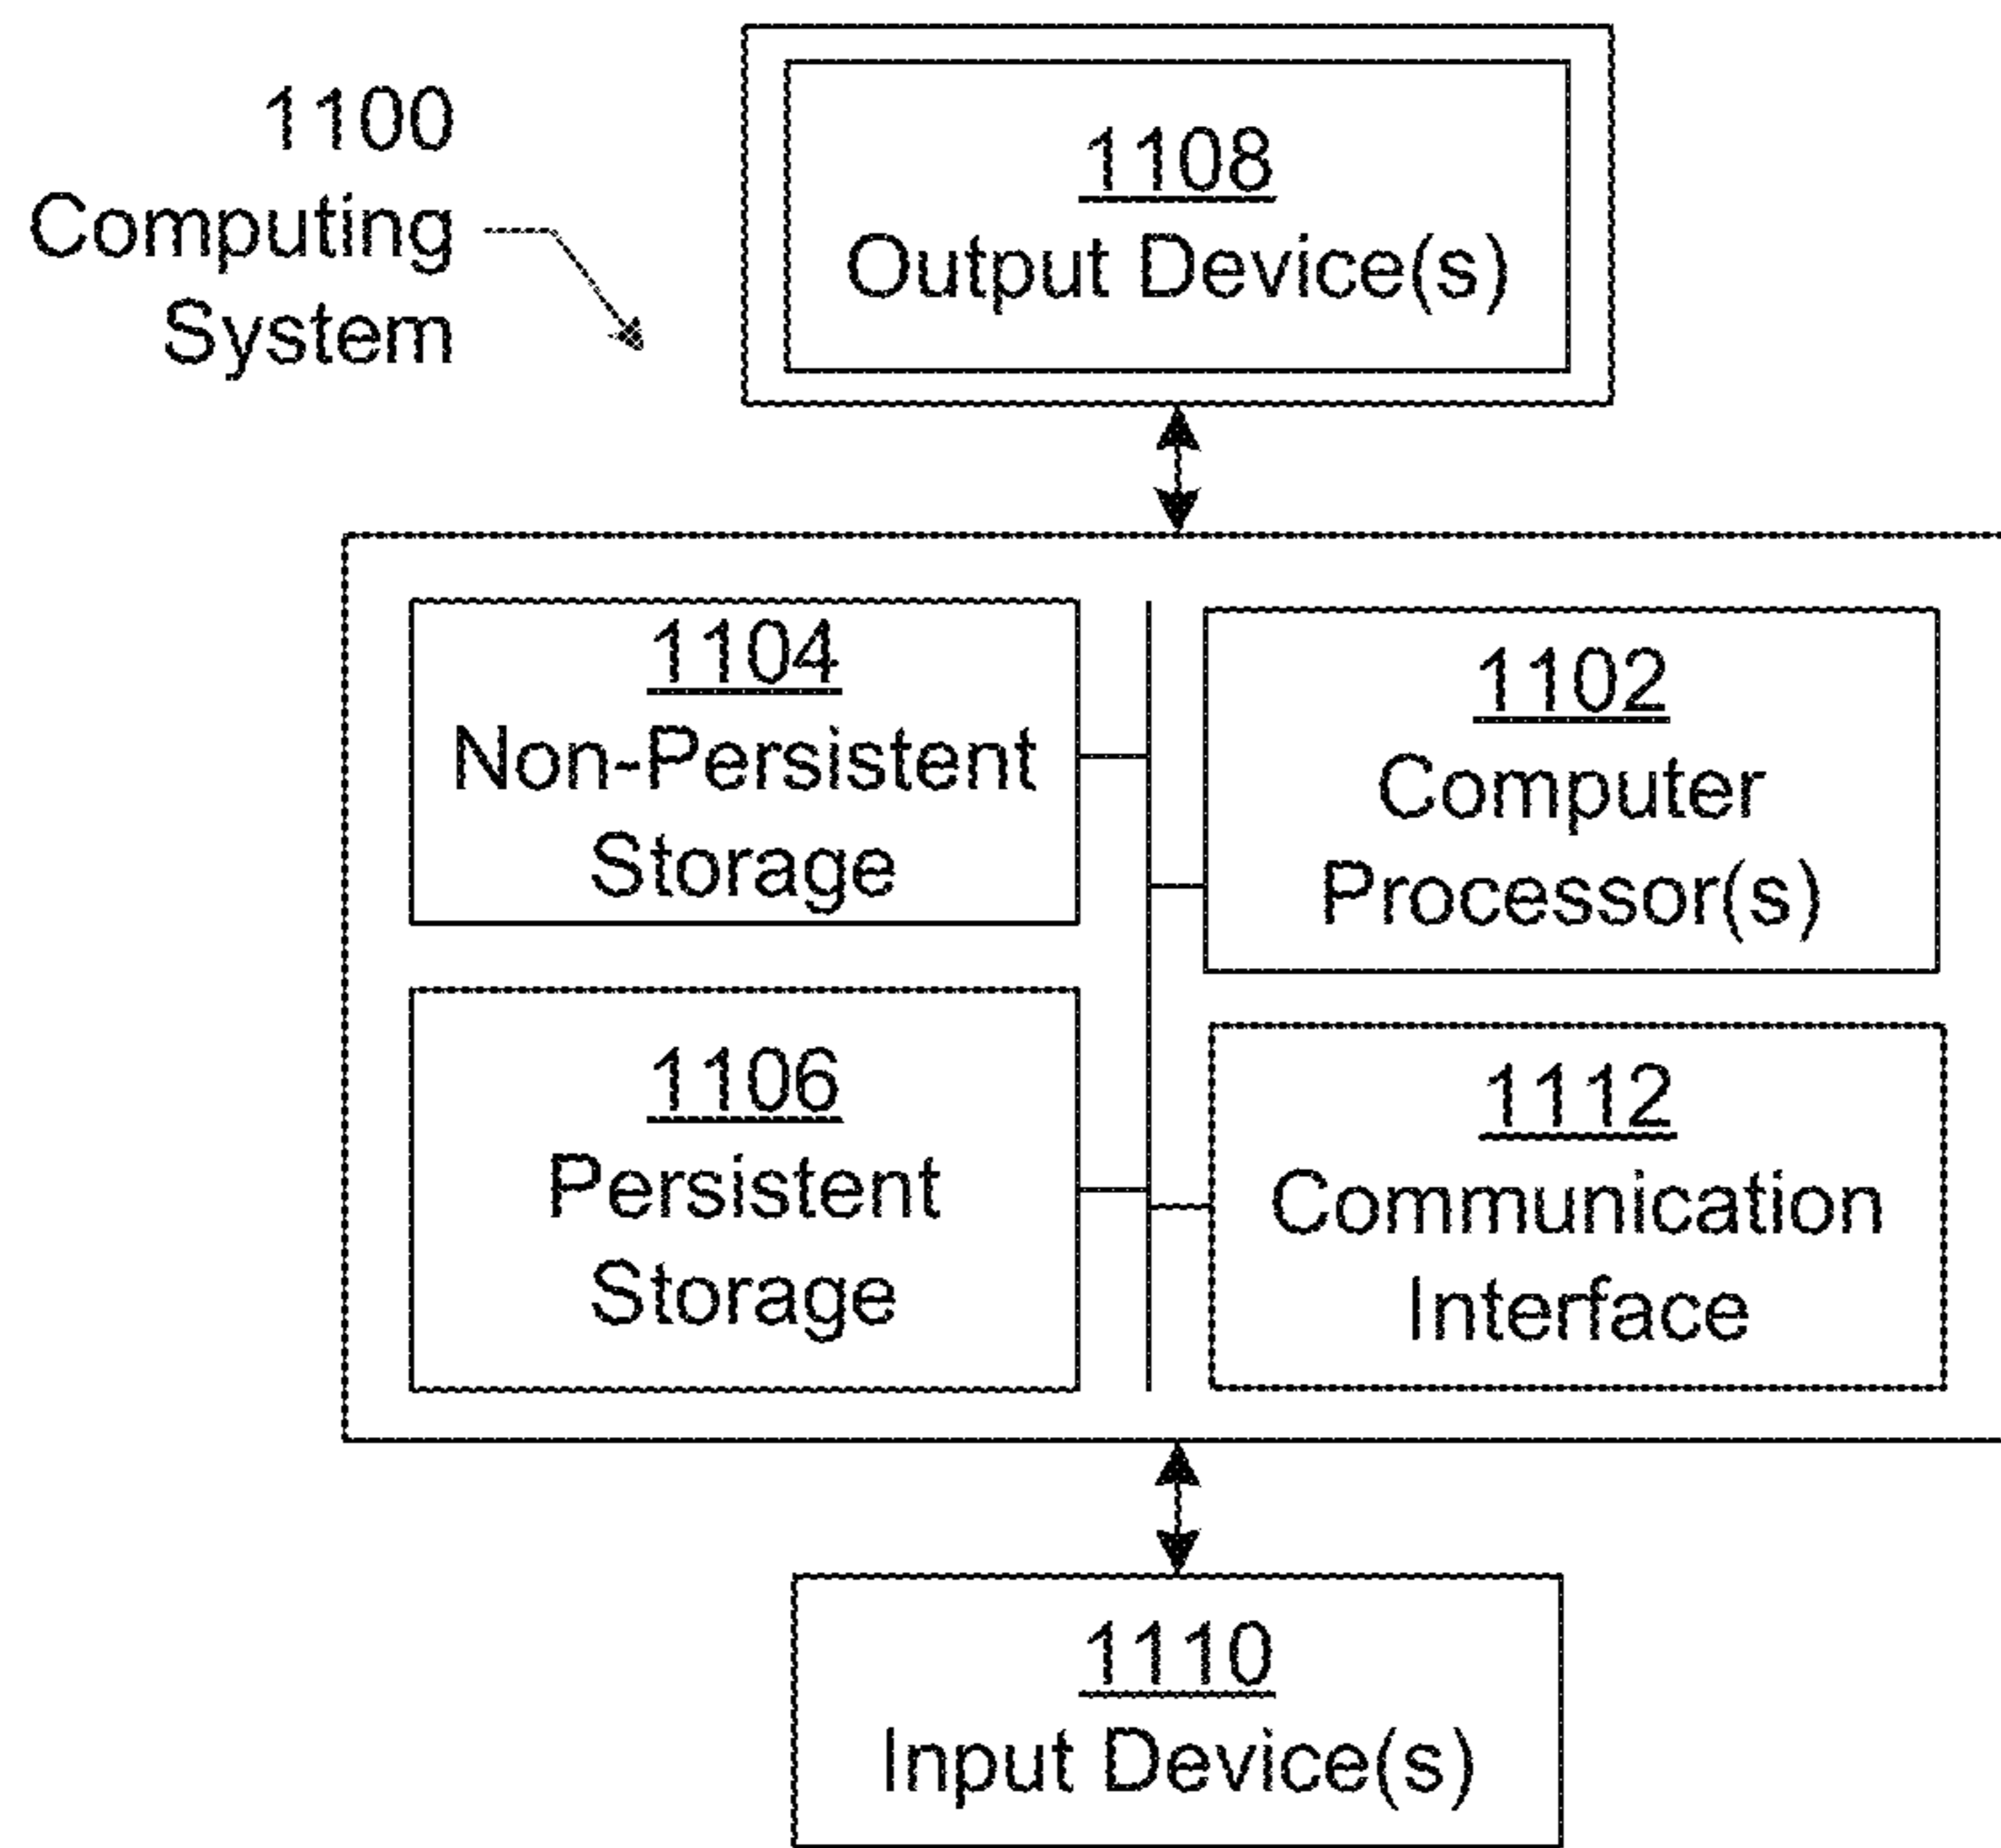 1100
Computing
System
1108
Output Device(s)
1104
Non-Persistent
Storage
1102
Computer
Processor(s)
1106
Persistent
Storage
1112
Communication
Interface
1110
Input Device(s)